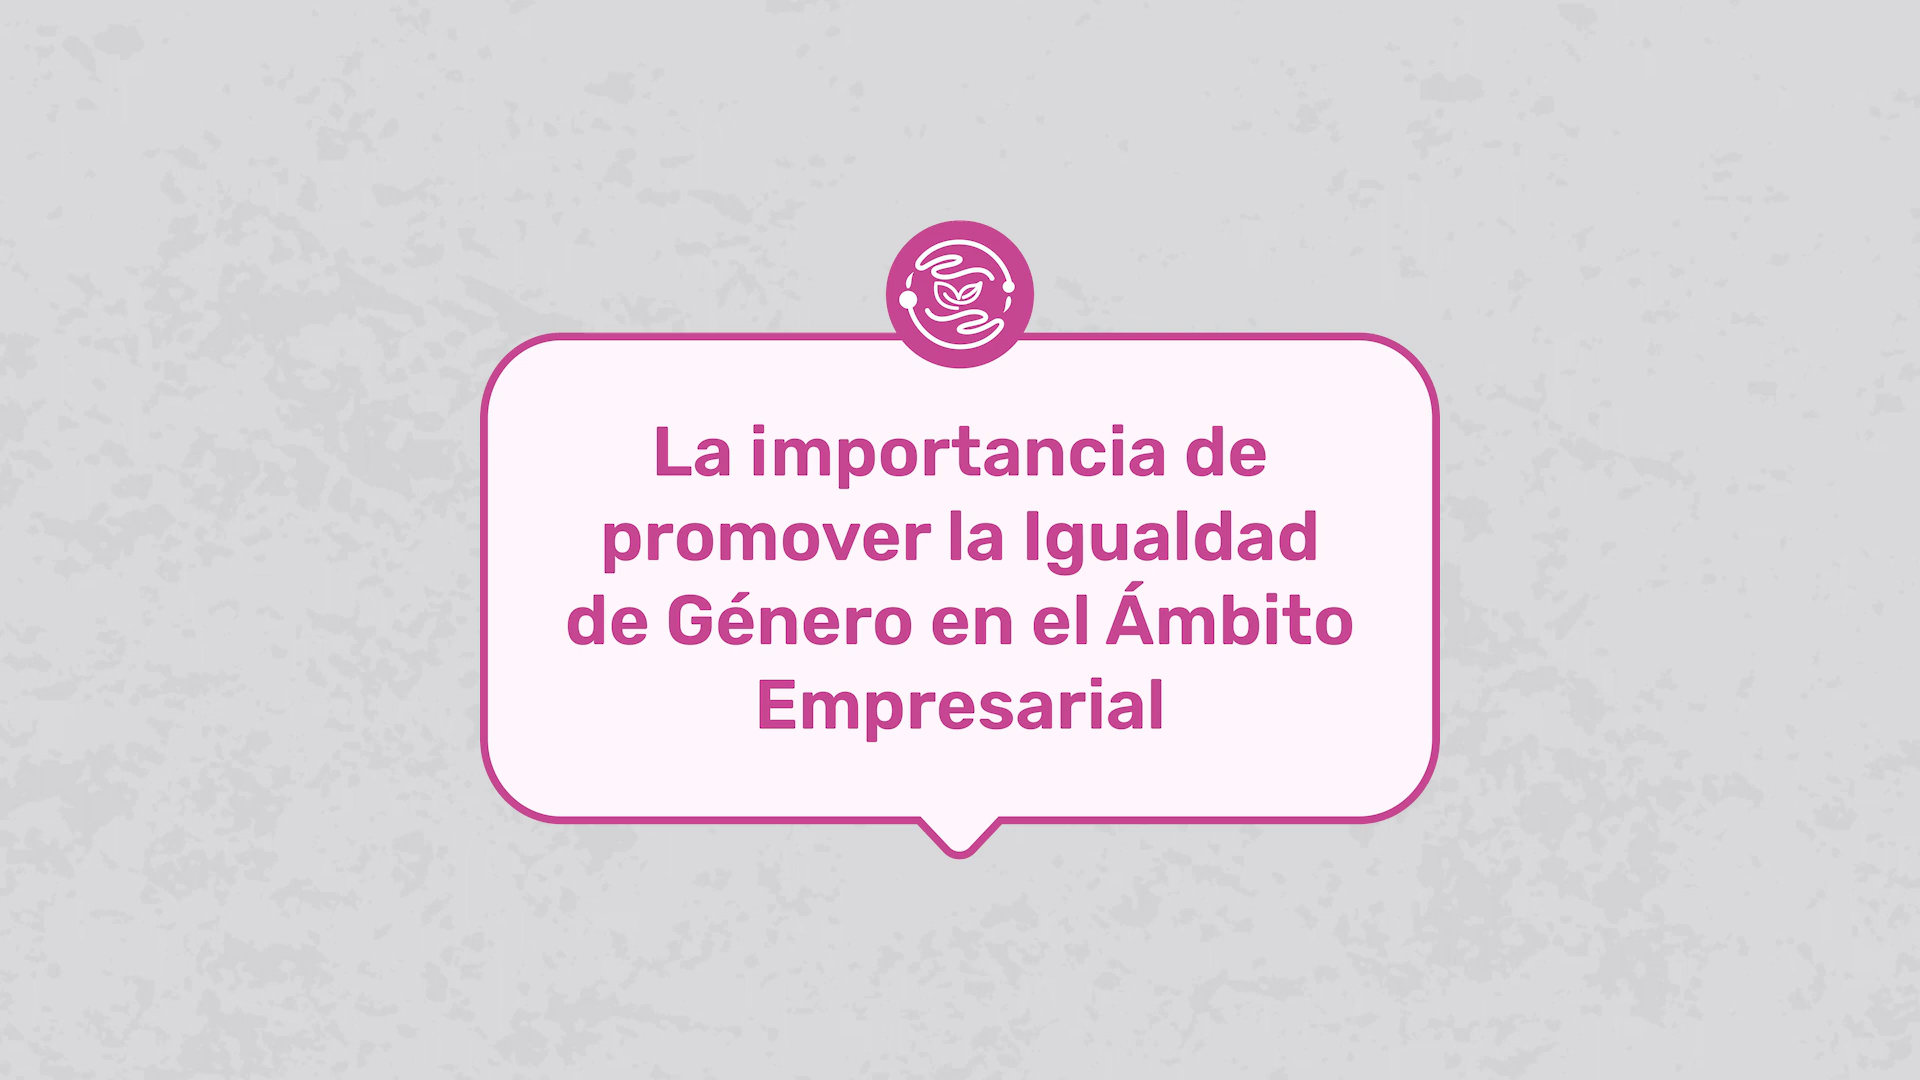 La importancia de
promover la Igualdad
de Género en el Ámbito
Empresarial